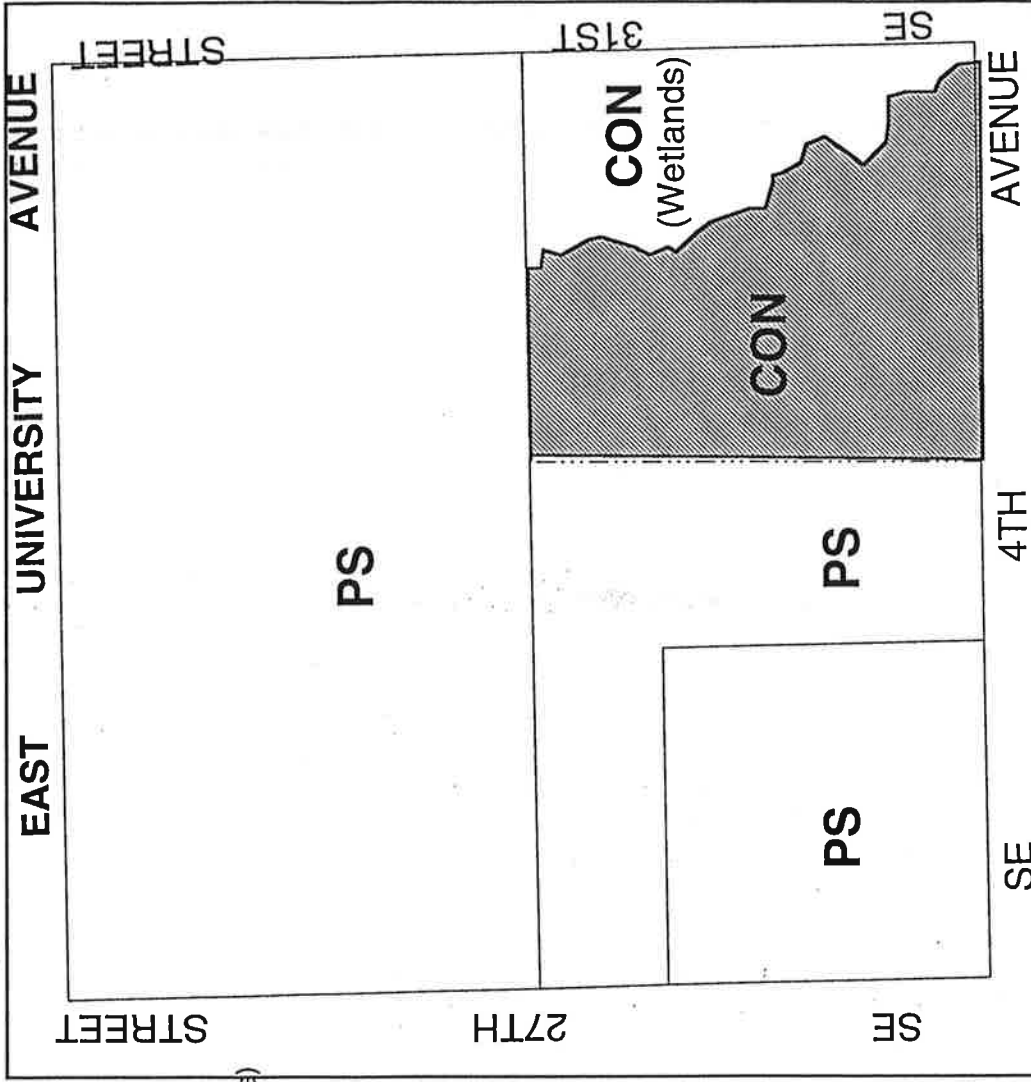 EAST UNIVERSITY AVENUE
SE 31ST STREET
PS
CON
(Wetlands)
CON
PS
PS
SE 27TH STREET
SE 4TH AVENUE